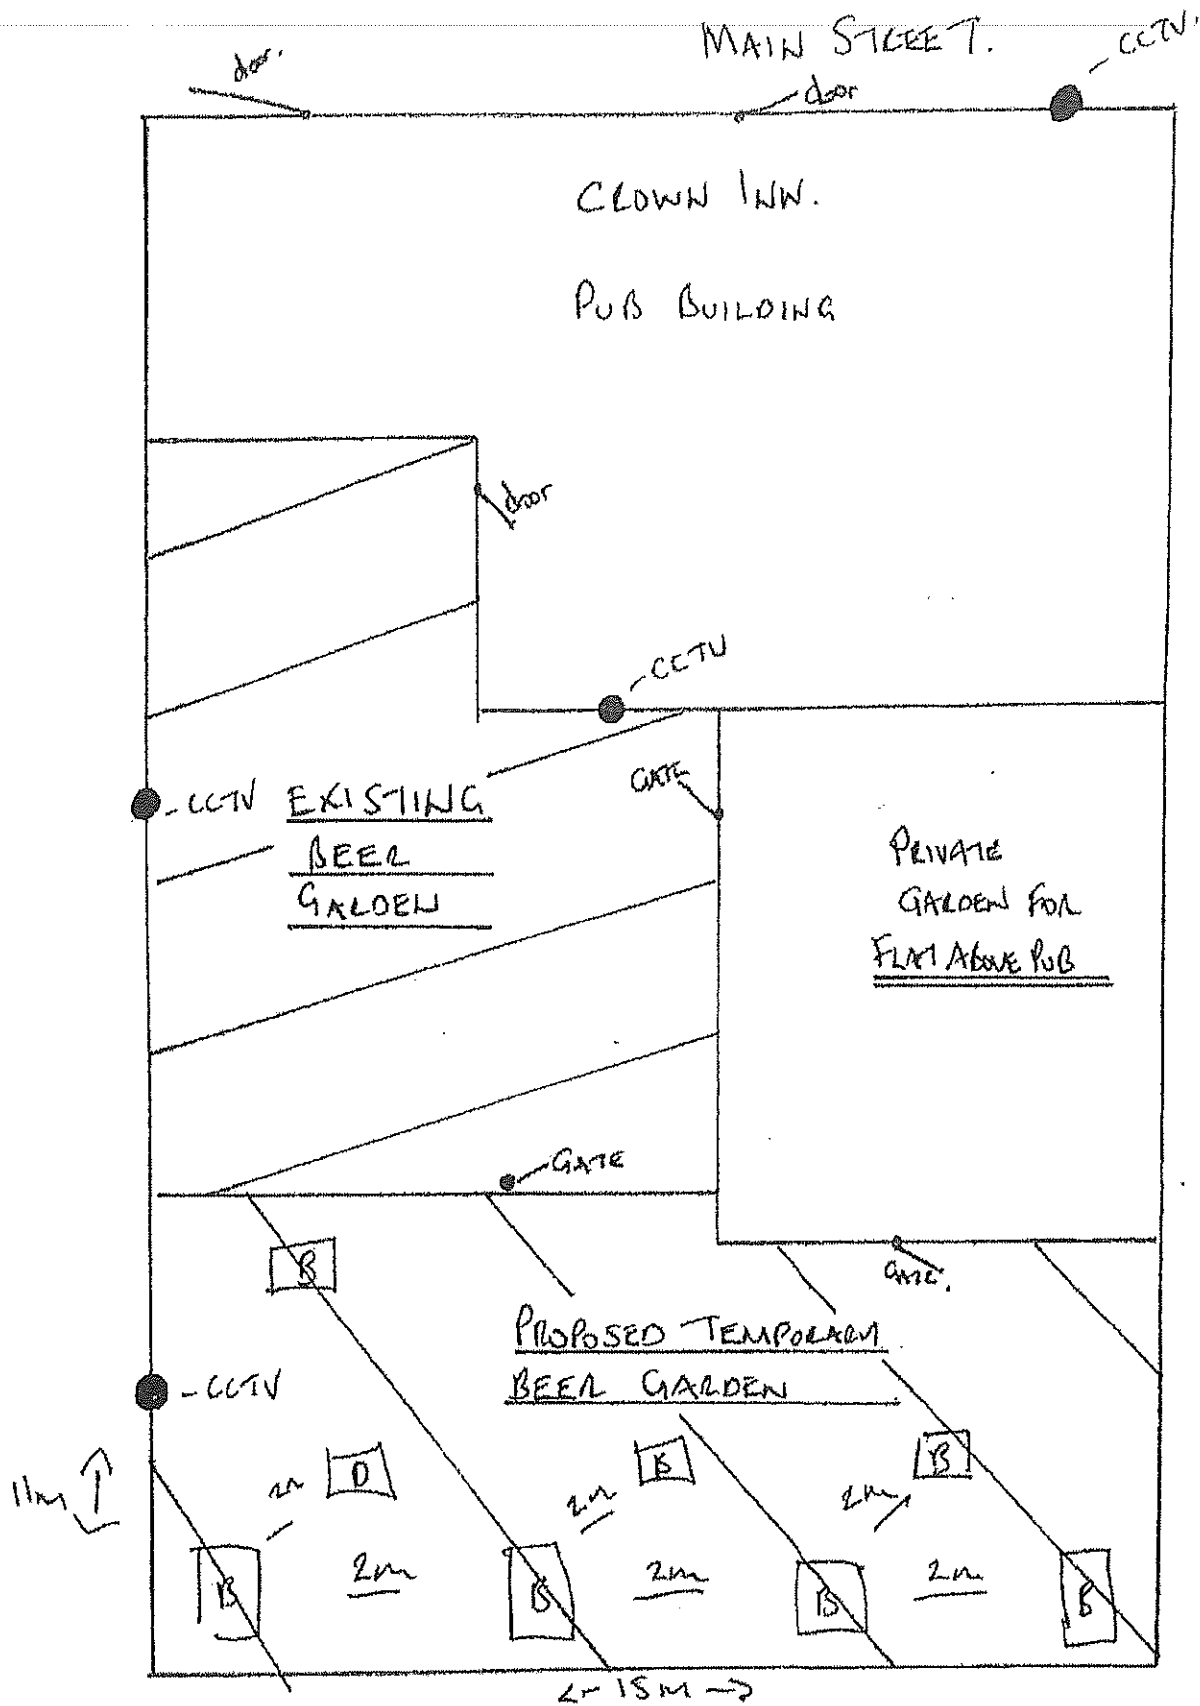 MAIN STREET.
CCTV.
door.
door
CROWN INN.
PUB BUILDING
door
CCTV
GATE
CCTV
EXISTING
BEER
GARDEN
PRIVATE
GARDEN FOR
FLAT ABOVE PUB
GATE
B
GATE.
PROPOSED TEMPORARY
BEER GARDEN
CCTV
11m
2m
D
2m
B
2m
B
B
2m
B
2m
B
2m
B
15M